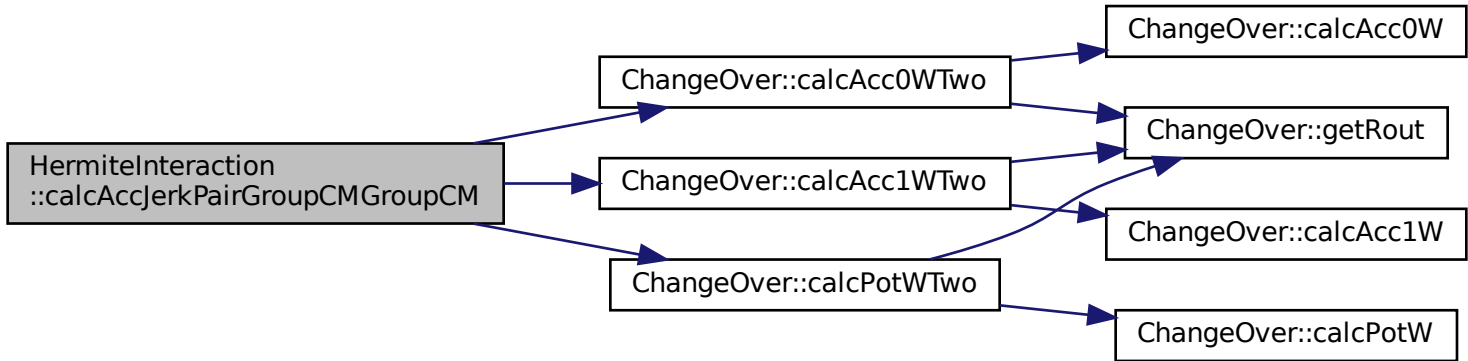 HermiteInteraction
::calcAccJerkPairGroupCMGroupCM
ChangeOver::calcAcc0WTwo
ChangeOver::calcAcc1WTwo
ChangeOver::calcPotWTwo
ChangeOver::calcAcc0W
ChangeOver::getRout
ChangeOver::calcAcc1W
ChangeOver::calcPotW